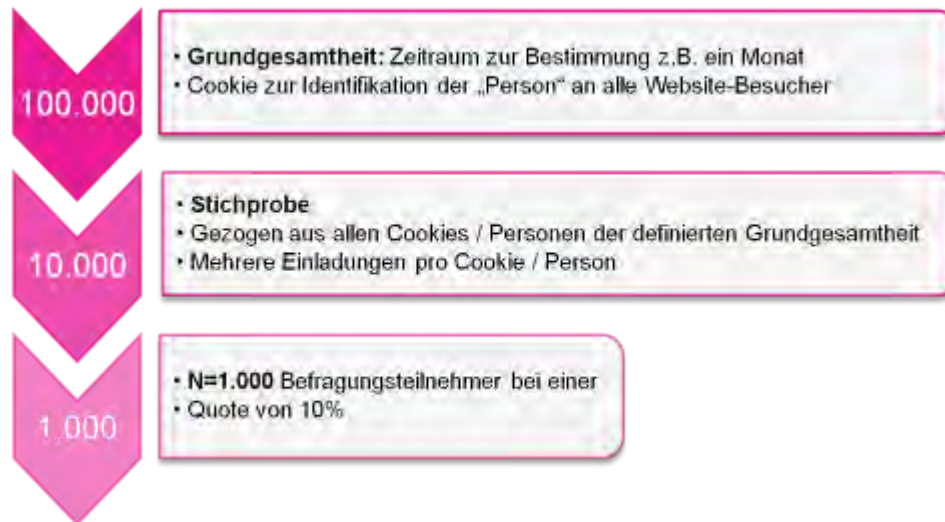 100.000
• Grundgesamtheit: Zeitraum zur Bestimmung z.B. ein Monat
• Cookie zur Identifikation der „Person" an alle Website-Besucher
10.000
• Stichprobe
• Gezogen aus allen Cookies / Personen der definierten Grundgesamtheit
• Mehrere Einladungen pro Cookie / Person
1.000
• N=1.000 Befragungsteilnehmer bei einer
• Quote von 10%